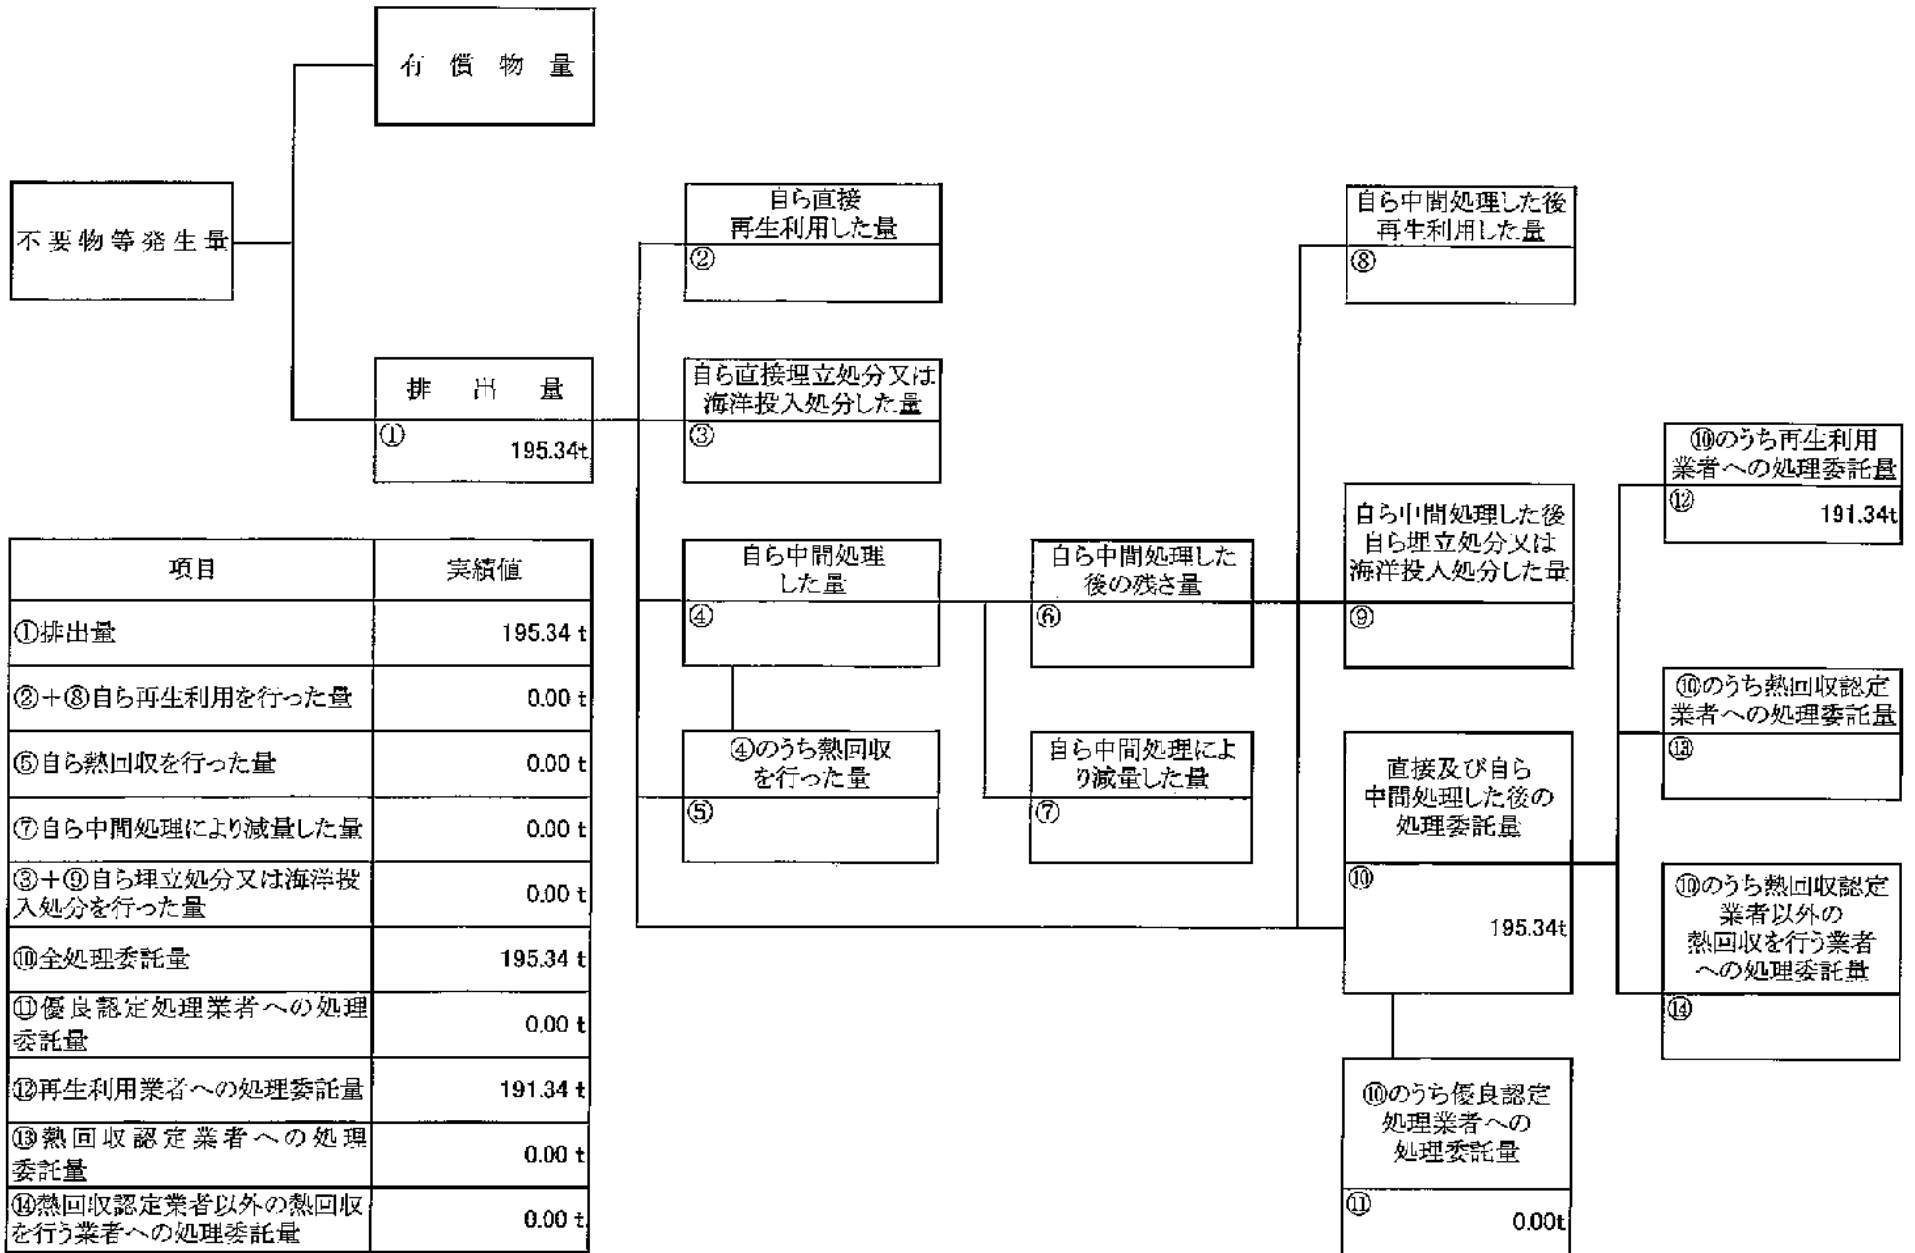 有償物量
不要物等発生量
排出量
①
195.34t
自ら直接
再生利用した量
②
自ら直接埋立処分又は
海洋投入処分した量
③
自ら中間処理
した量
④
④のうち熱回収
を行った量
⑤
自ら中間処理した
後の残さ量
⑥
自ら中間処理によ
り減量した量
⑦
自ら中間処理した後
再生利用した量
⑧
自ら中間処理した後
自ら埋立処分又は
海洋投入処分した量
⑨
直接及び自ら
中間処理した後の
処理委託量
⑩
195.34t
⑩のうち優良認定
処理業者への
処理委託量
⑪
0.00t
⑩のうち再生利用
業者への処理委託量
⑫
191.34t
⑩のうち熱回収認定
業者への処理委託量
⑬
⑩のうち熱回収認定
業者以外の
熱回収を行う業者
への処理委託量
⑭
項目 実績値
①排出量 195.34 t
②+⑧自ら再生利用を行った量 0.00 t
⑤自ら熱回収を行った量 0.00 t
⑦自ら中間処理により減量した量 0.00 t
③+⑨自ら埋立処分又は海洋投
入処分を行った量 0.00 t
⑩全処理委託量 195.34 t
⑪優良認定処理業者への処理
委託量 0.00 t
⑫再生利用業者への処理委託量 191.34 t
⑬熱回収認定業者への処理
委託量 0.00 t
⑭熱回収認定業者以外の熱回収
を行う業者への処理委託量 0.00 t